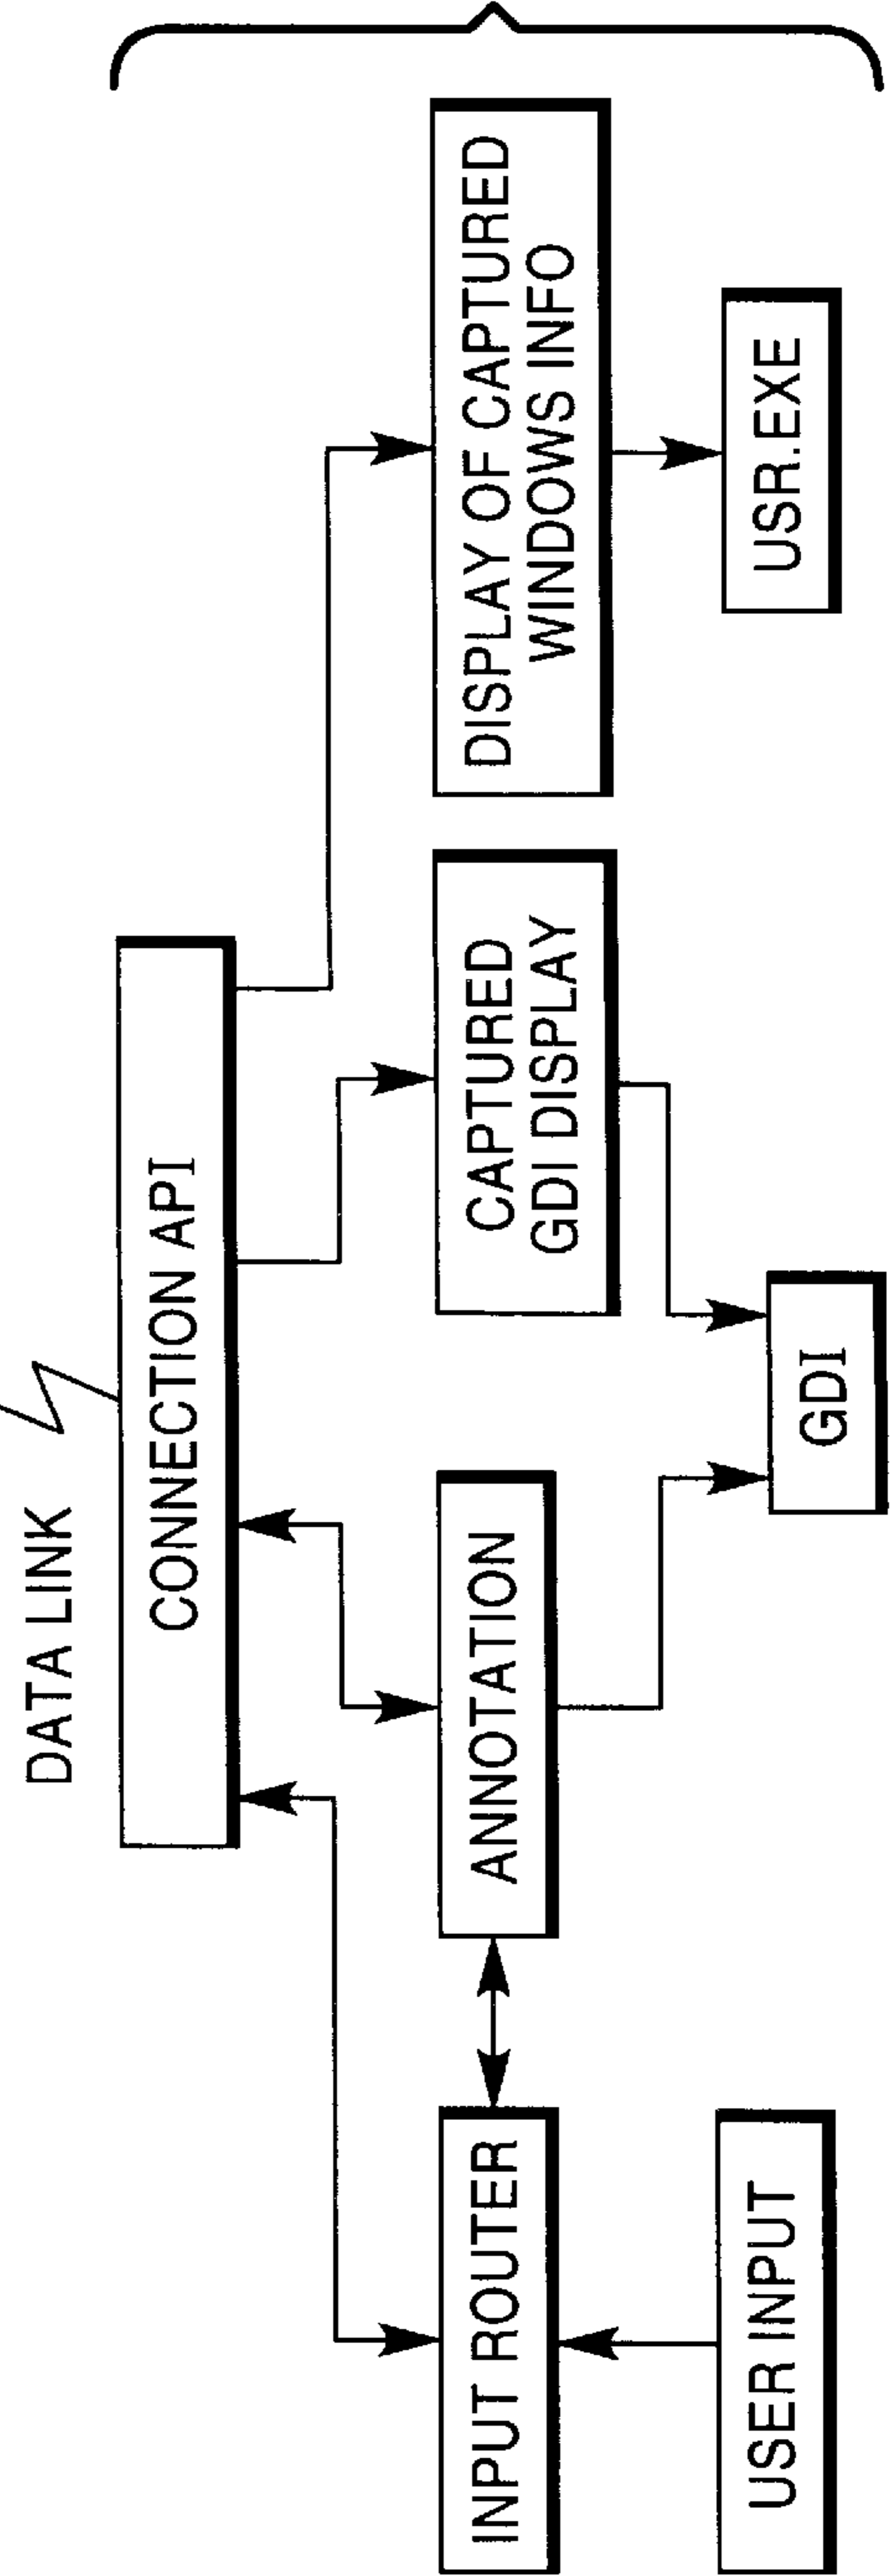 DATA LINK
CONNECTION API
INPUT ROUTER
ANNOTATION
CAPTURED
GDI DISPLAY
DISPLAY OF CAPTURED
WINDOWS INFO
USER INPUT
GDI
USR.EXE